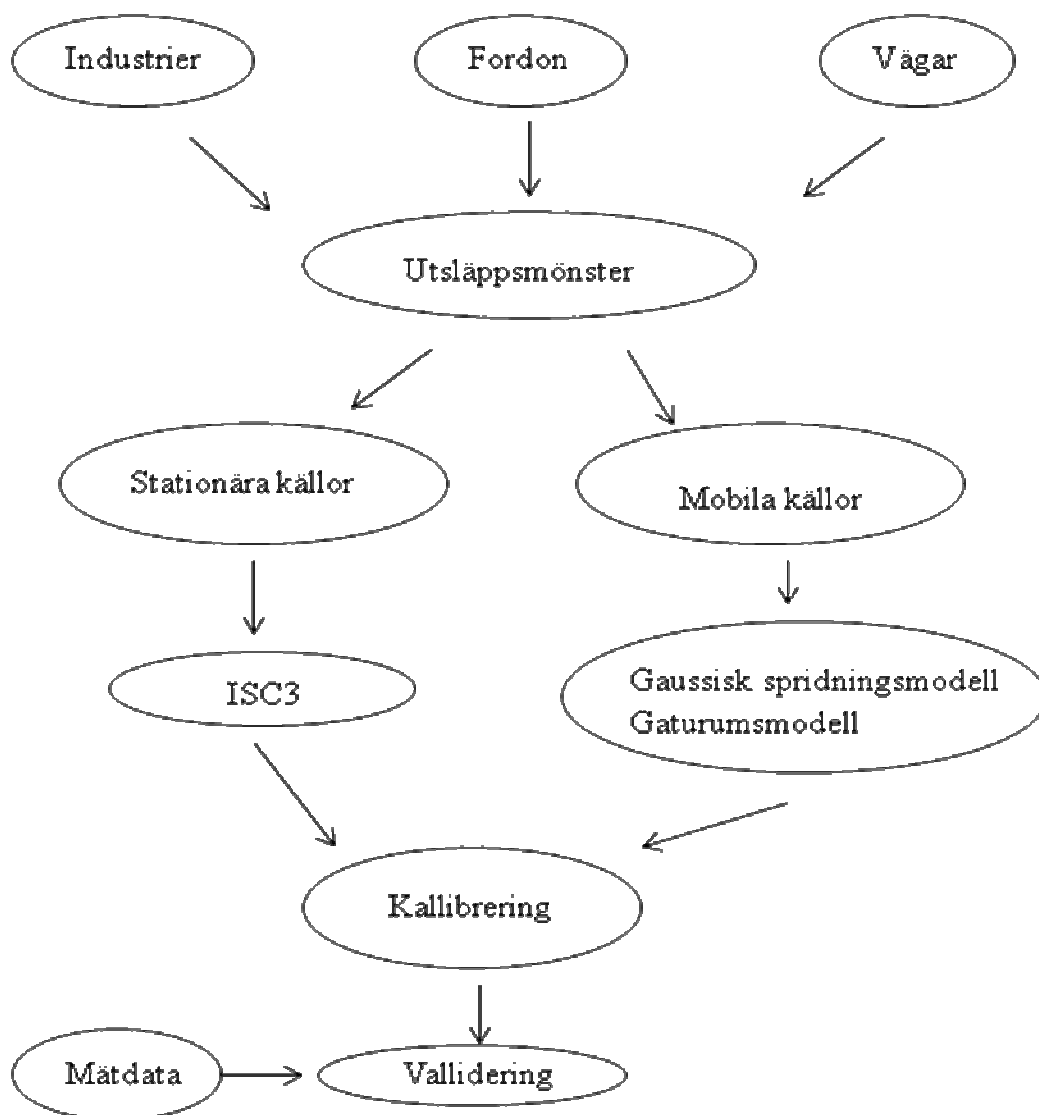 Industrier
Fordon
Vägar
Utsläppsmönster
Stationära källor
Mobila källor
ISC3
Gaussisk spridningsmodell
Gaturumsmodell
Kallibrering
Mätdata
Vallidering